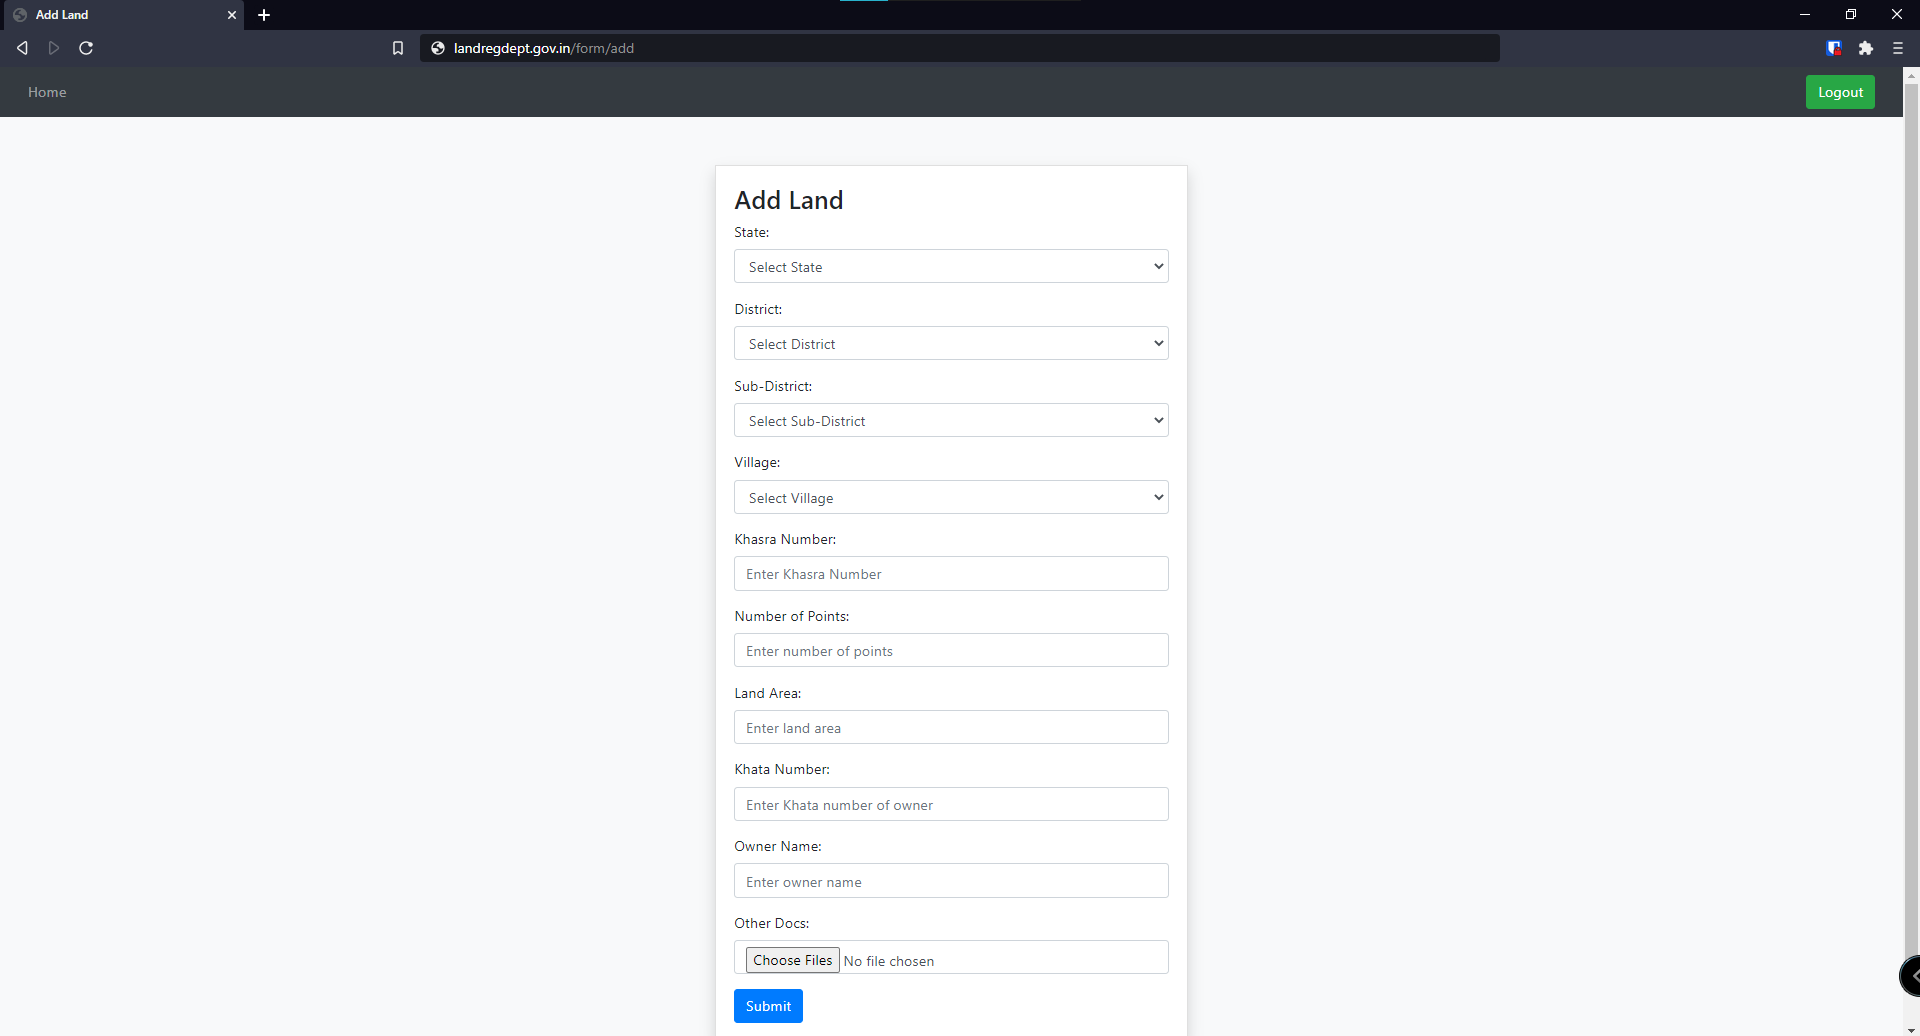 Add Land
landregdept.gov.in/form/add
Home
Logout
Add Land
State:
Select State
District:
Select District
Sub-District:
Select Sub-District
Village:
Select Village
Khasra Number:
Enter Khasra Number
Number of Points:
Enter number of points
Land Area:
Enter land area
Khata Number:
Enter Khata number of owner
Owner Name:
Enter owner name
Other Docs:
Choose Files No file chosen
Submit